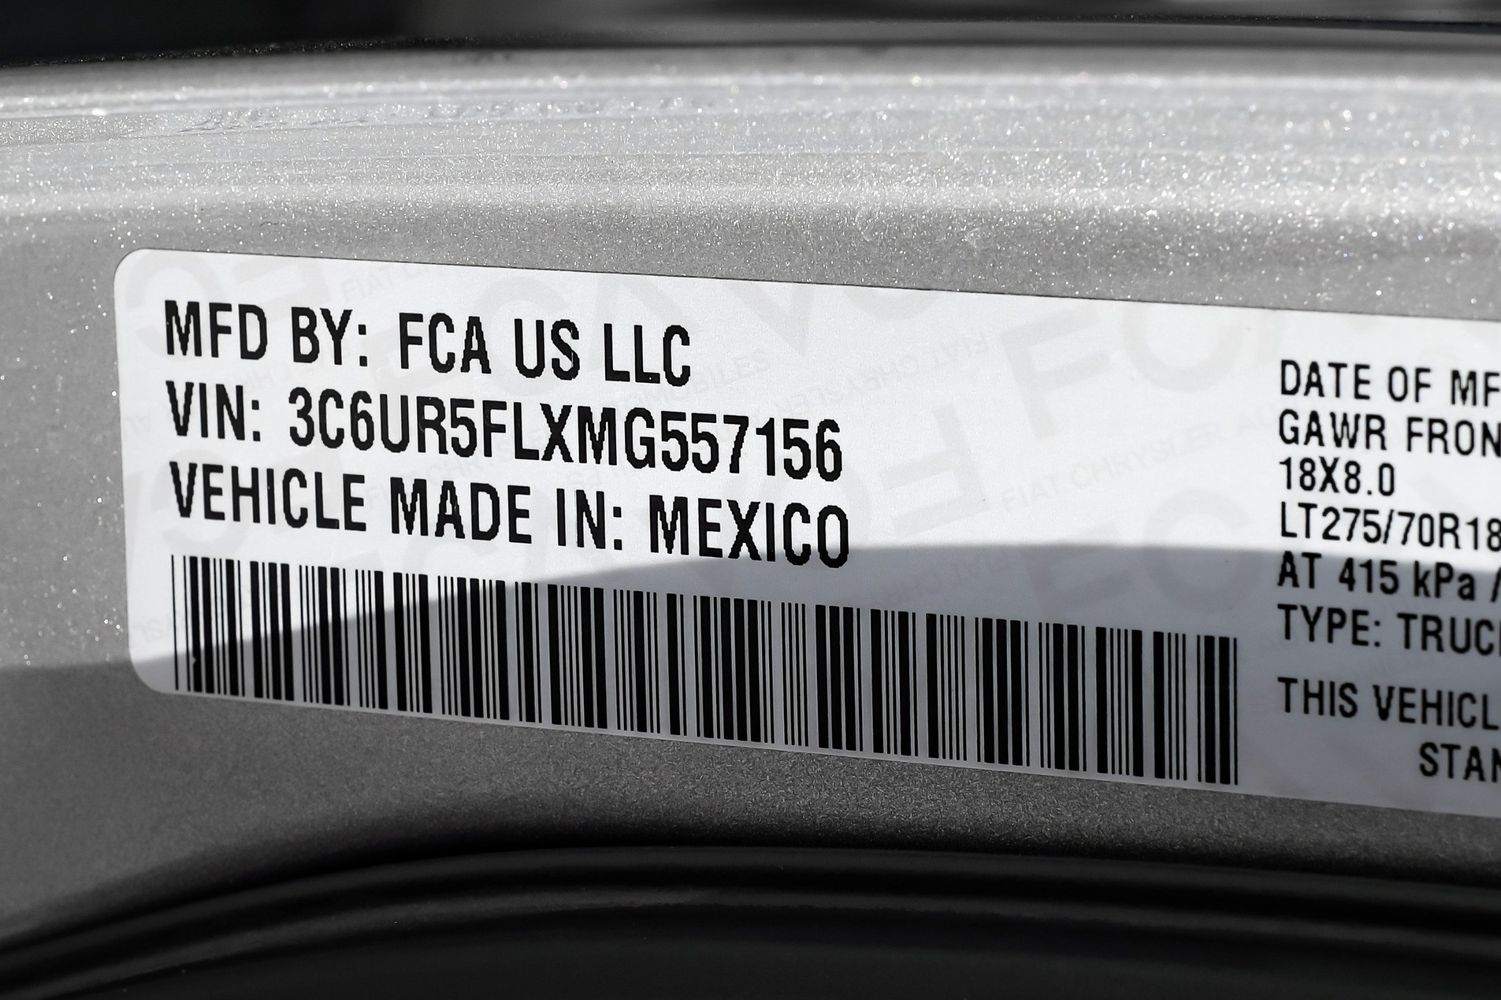 MFD BY: FCA US LLC
VIN: 3C6UR5FLXMG557156
VEHICLE MADE IN: MEXICO
DATE OF MF
GAWR FRON
18X8.0
LT275/70R18
AT 415 kPa /
TYPE: TRUC
THIS VEHICL
STAN